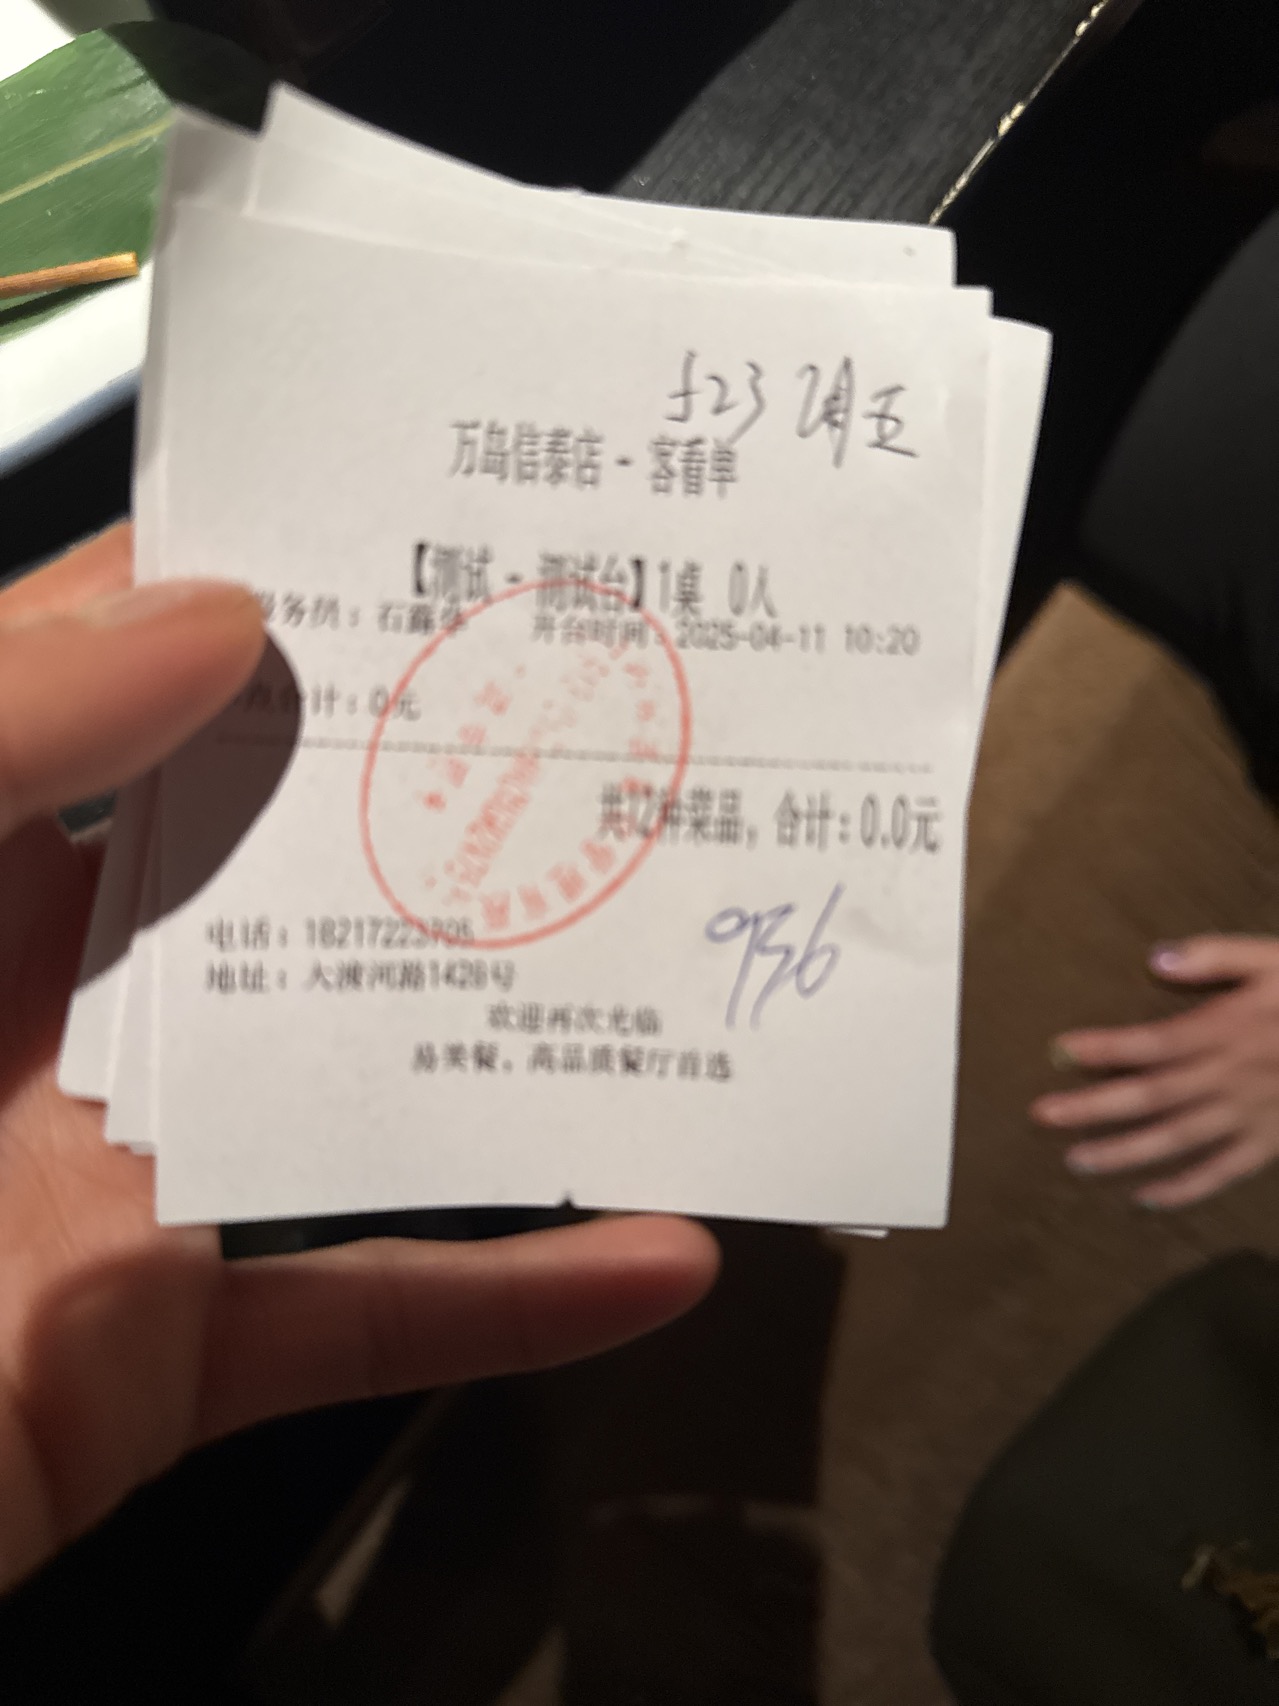 523 周五
万岛信泰店 - 客看单
【测试 - 测试台】1桌 0人
务员：石鑫 开台时间：2025-04-11 10:20
合计：0元
共12种菜品，合计：0.0元
936
电话：18217223705
地址：大渡河路1428号
欢迎再次光临
易美餐，高品质餐厅首选